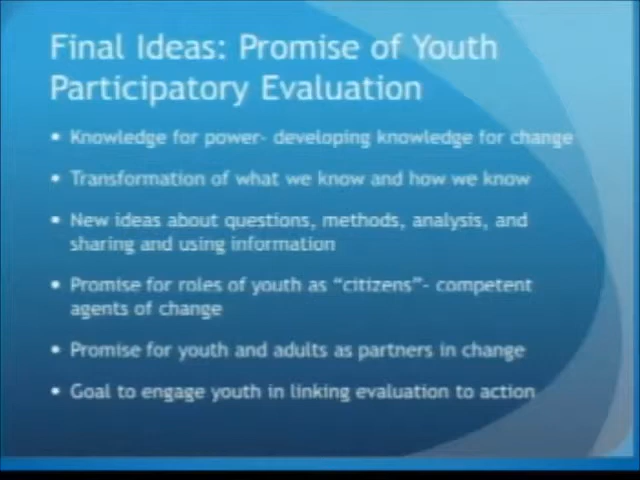 Final Ideas: Promise of Youth
Participatory Evaluation
• Knowledge for power- developing knowledge for change
• Transformation of what we know and how we know
• New ideas about questions, methods, analysis, and
sharing and using information
• Promise for roles of youth as “citizens”- competent
agents of change
• Promise for youth and adults as partners in change
• Goal to engage youth in linking evaluation to action